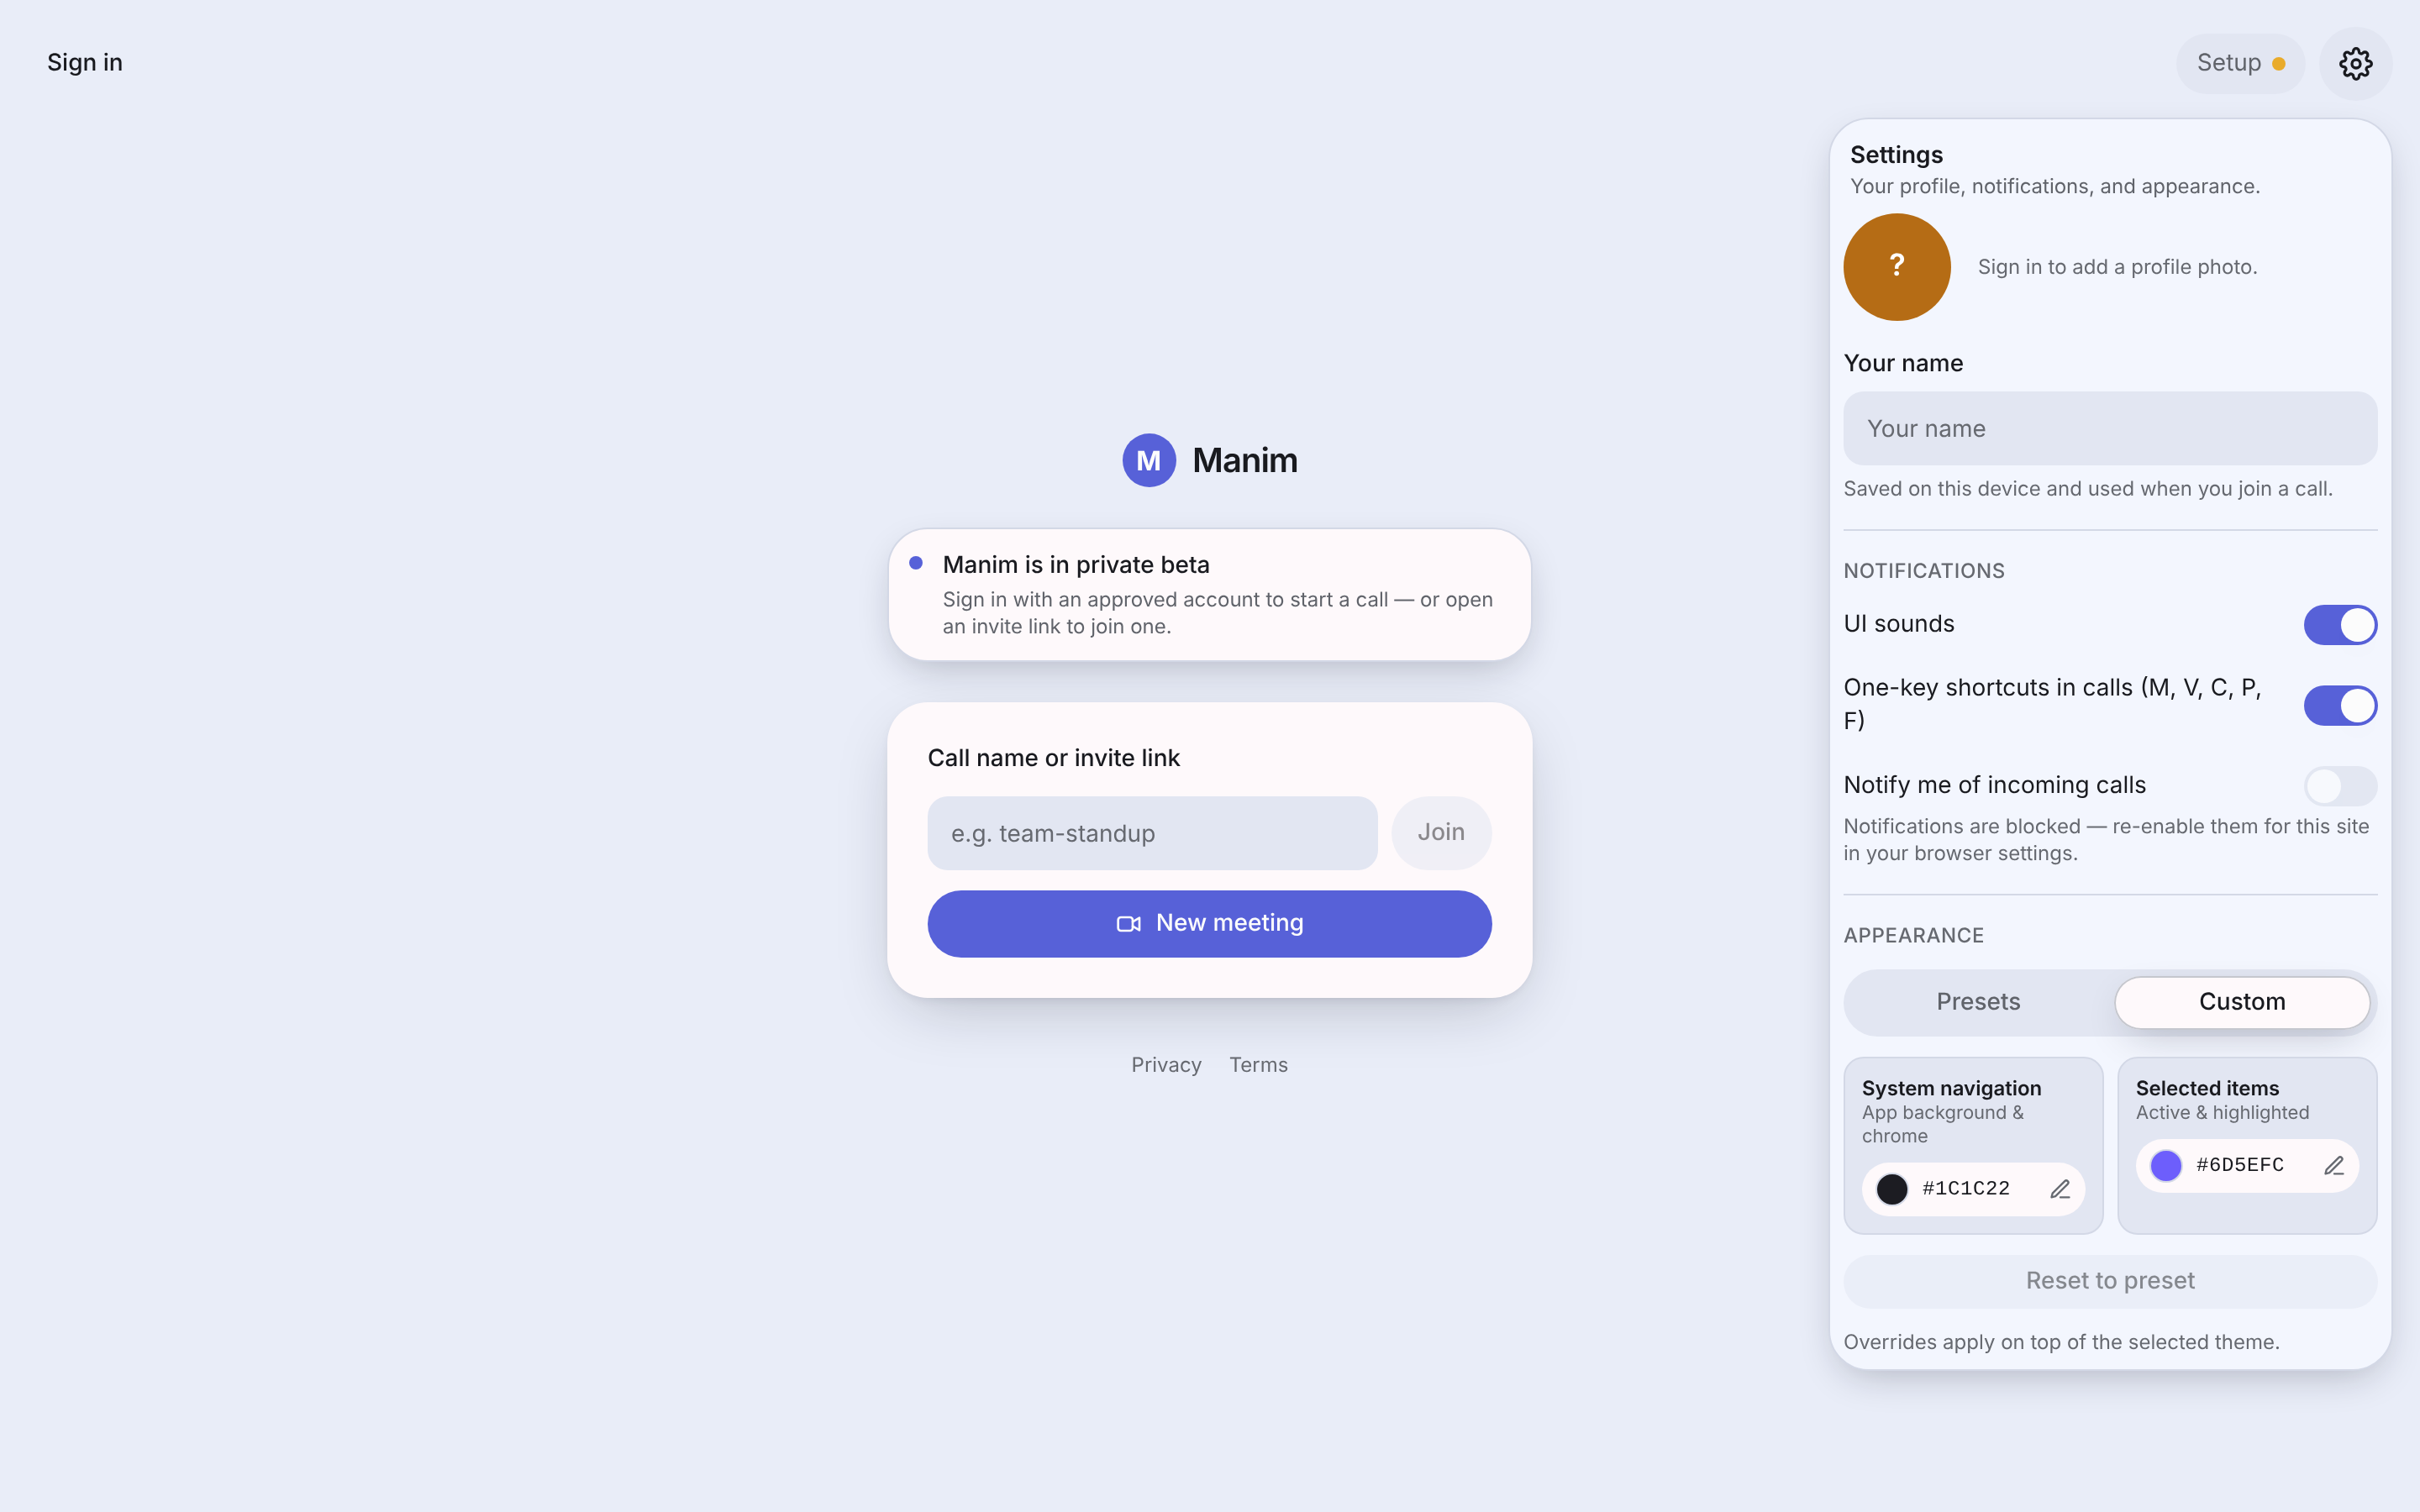 Sign in
Setup
Settings
Your profile, notifications, and appearance.
?
Sign in to add a profile photo.
Your name
Your name
Saved on this device and used when you join a call.
NOTIFICATIONS
UI sounds
One-key shortcuts in calls (M, V, C, P,
F)
Notify me of incoming calls
Notifications are blocked — re-enable them for this site
in your browser settings.
APPEARANCE
Presets
Custom
System navigation
App background &
chrome
#1C1C22
Selected items
Active & highlighted
#6D5EFC
Reset to preset
Overrides apply on top of the selected theme.
M Manim
Manim is in private beta
Sign in with an approved account to start a call — or open
an invite link to join one.
Call name or invite link
e.g. team-standup
Join
New meeting
Privacy
Terms